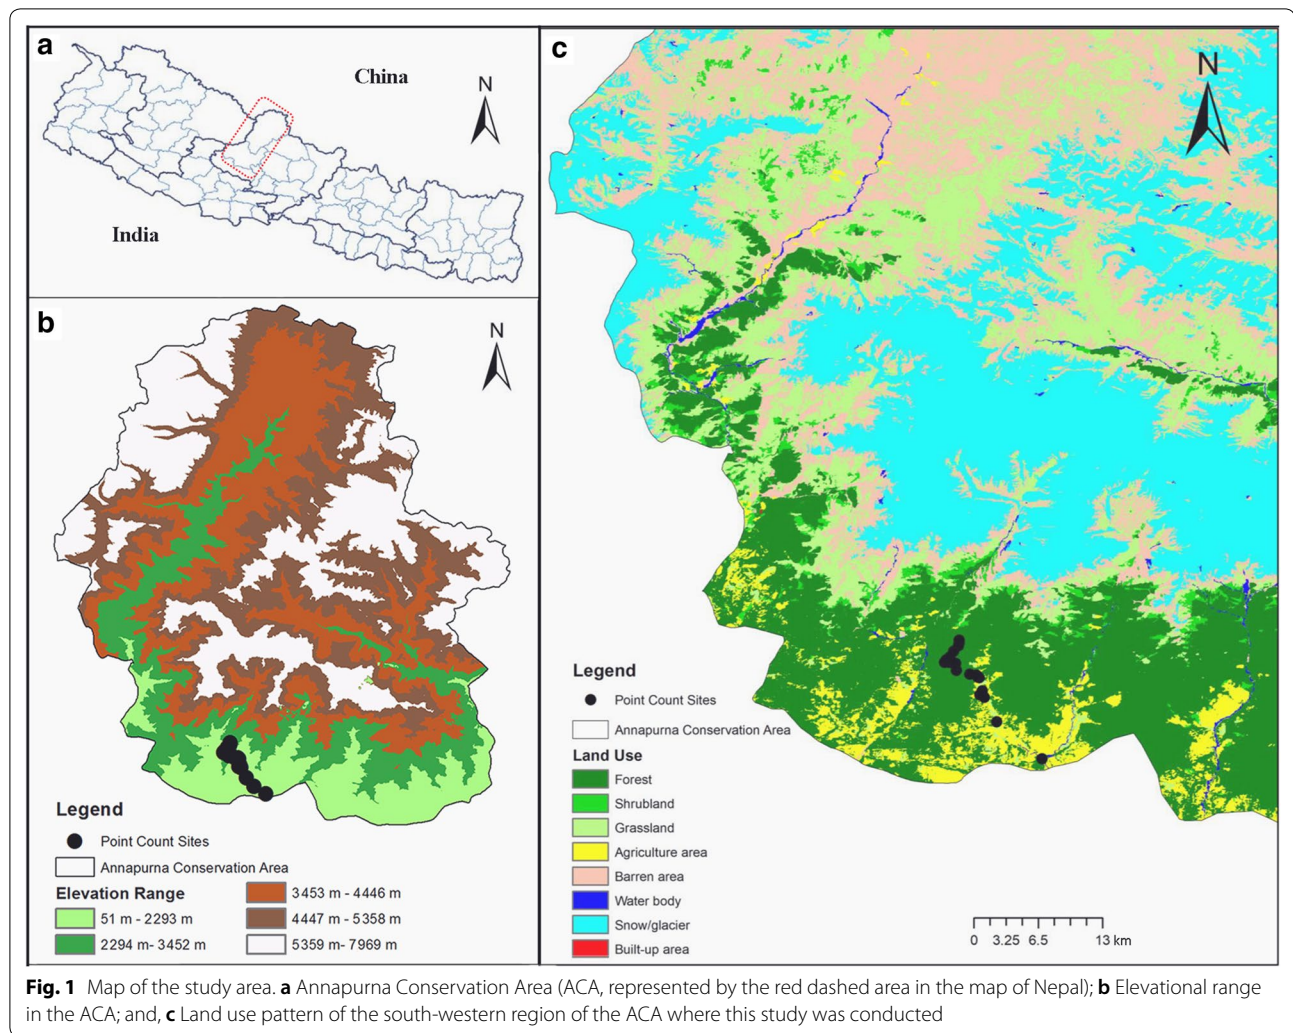 a
China
N
India
b
N
Legend
Point Count Sites
Annapurna Conservation Area
Elevation Range
51 m - 2293 m
2294 m- 3452 m
3453 m - 4446 m
4447 m - 5358 m
5359 m- 7969 m
c
N
Legend
Point Count Sites
Annapurna Conservation Area
Land Use
Forest
Shrubland
Grassland
Agriculture area
Barren area
Water body
Snow/glacier
Built-up area
0 3.25 6.5 13 km
Fig. 1 Map of the study area. a Annapurna Conservation Area (ACA, represented by the red dashed area in the map of Nepal); b Elevational range
in the ACA; and, c Land use pattern of the south-western region of the ACA where this study was conducted